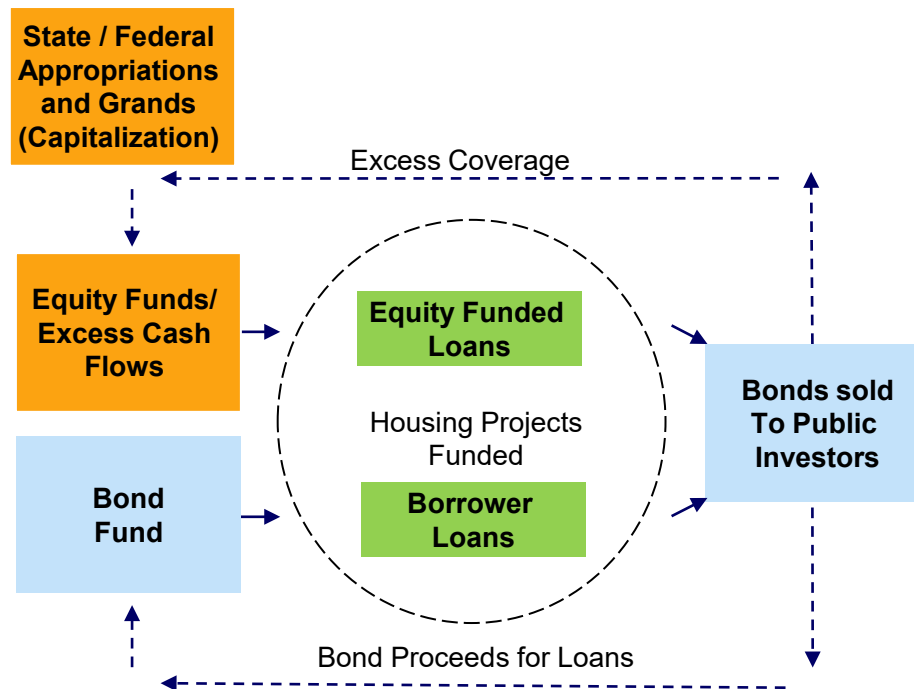 State / Federal
Appropriations
and Grands
(Capitalization)
Excess Coverage
Equity Funds/
Excess Cash
Flows
Equity Funded
Loans
Housing Projects
Funded
Bonds sold
To Public
Investors
Bond
Fund
Borrower
Loans
Bond Proceeds for Loans